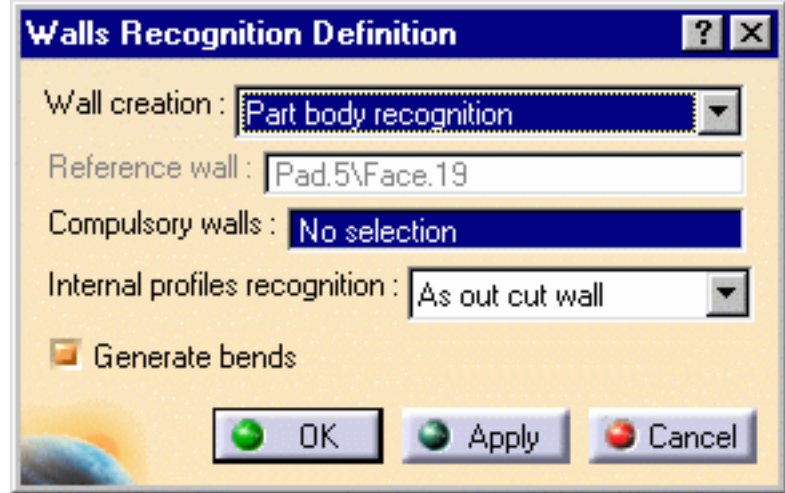 Walls Recognition Definition ? X
Wall creation : Part body recognition
Reference wall : Pad.5\Face.19
Compulsory walls : No selection
Internal profiles recognition : As out cut wall
Generate bends
OK Apply Cancel